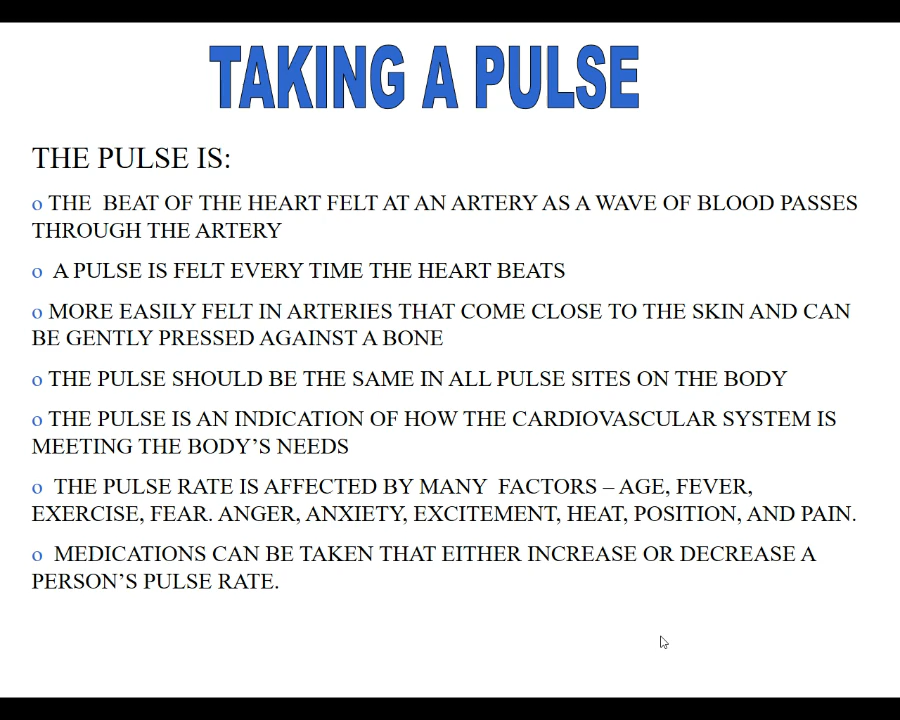 TAKING A PULSE
THE PULSE IS:
o THE  BEAT OF THE HEART FELT AT AN ARTERY AS A WAVE OF BLOOD PASSES
THROUGH THE ARTERY
o  A PULSE IS FELT EVERY TIME THE HEART BEATS
o MORE EASILY FELT IN ARTERIES THAT COME CLOSE TO THE SKIN AND CAN
BE GENTLY PRESSED AGAINST A BONE
o THE PULSE SHOULD BE THE SAME IN ALL PULSE SITES ON THE BODY
o THE PULSE IS AN INDICATION OF HOW THE CARDIOVASCULAR SYSTEM IS
MEETING THE BODY’S NEEDS
o  THE PULSE RATE IS AFFECTED BY MANY  FACTORS – AGE, FEVER,
EXERCISE, FEAR. ANGER, ANXIETY, EXCITEMENT, HEAT, POSITION, AND PAIN.
o  MEDICATIONS CAN BE TAKEN THAT EITHER INCREASE OR DECREASE A
PERSON’S PULSE RATE.